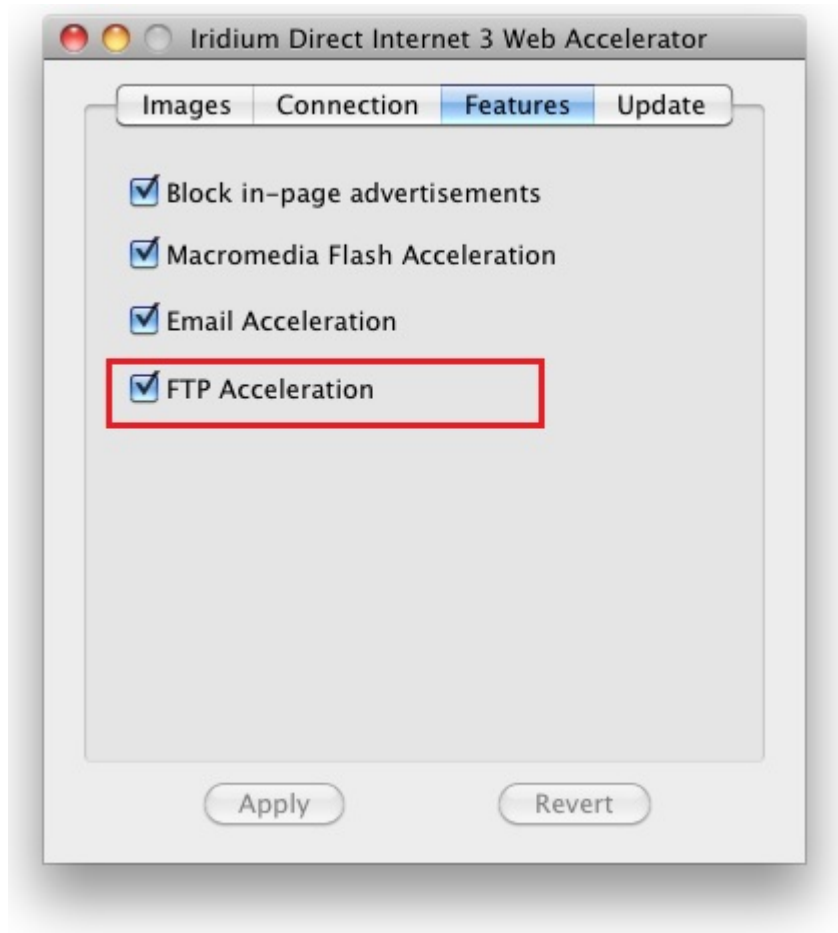 Iridium Direct Internet 3 Web Accelerator
Images Connection Features Update
Block in-page advertisements
Macromedia Flash Acceleration
Email Acceleration
FTP Acceleration
Apply Revert